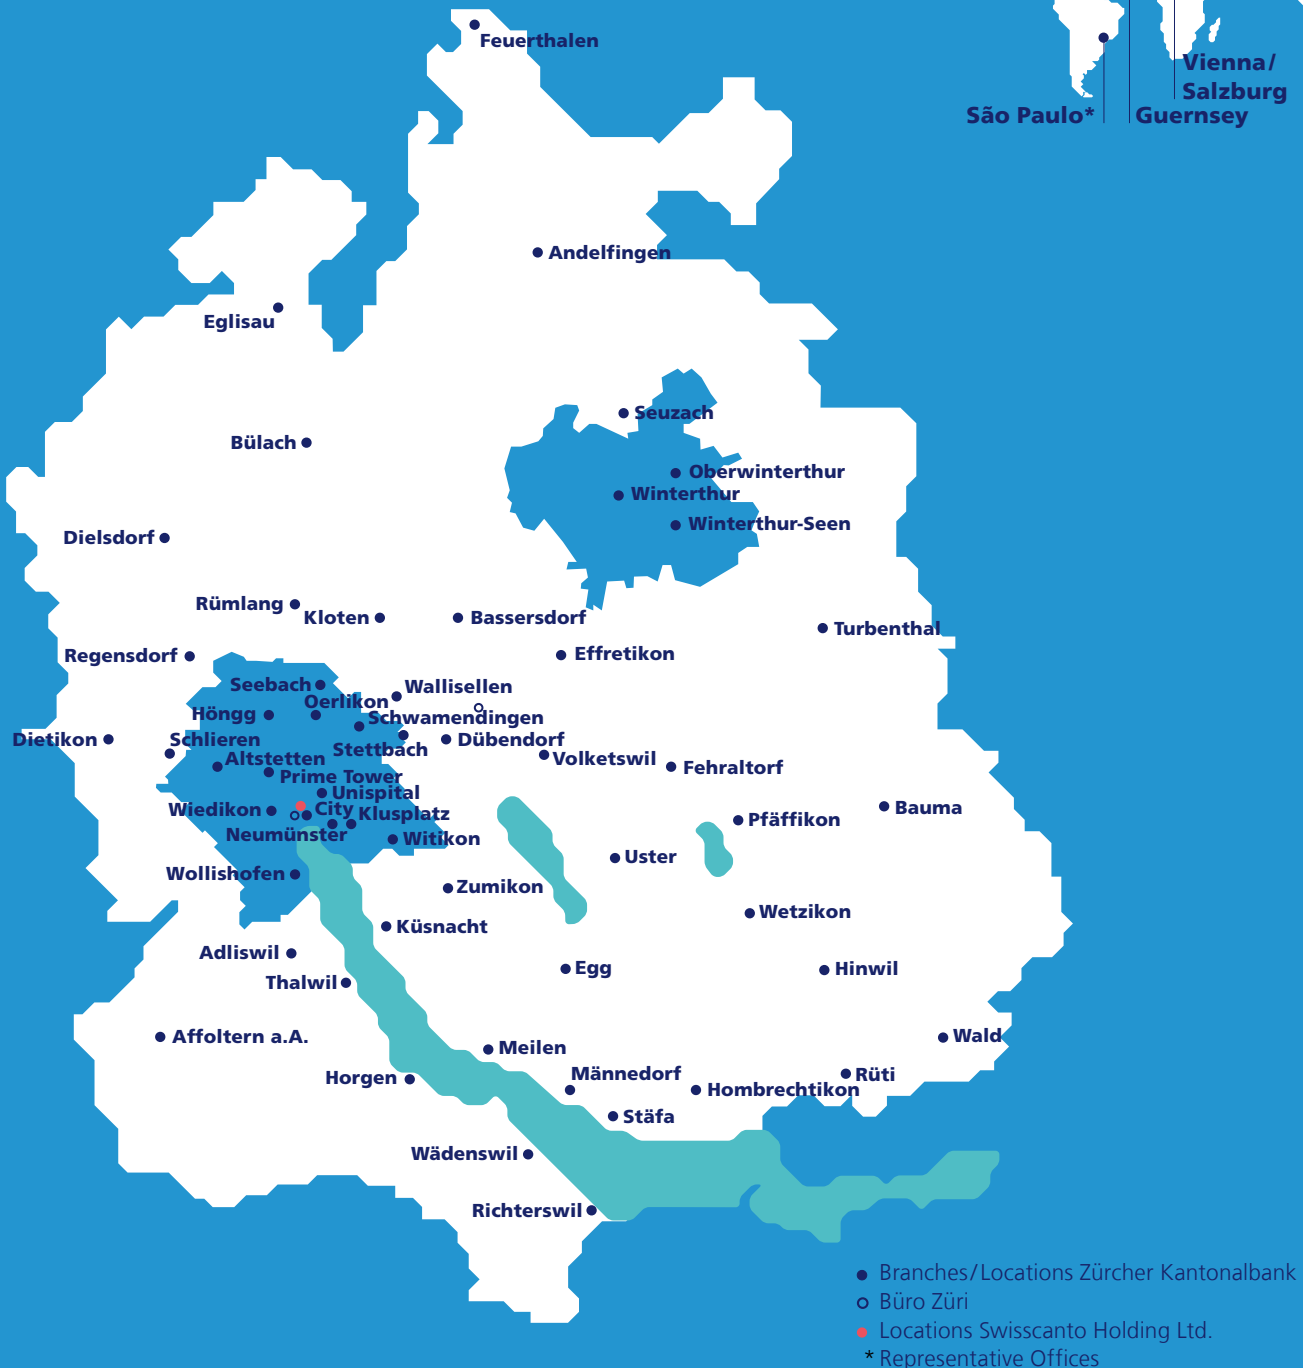 Feuerthalen
Vienna/
Salzburg
São Paulo*
Guernsey
Andelfingen
Eglisau
Seuzach
Bülach
Oberwinterthur
Winterthur
Winterthur-Seen
Dielsdorf
Rümlang
Kloten
Bassersdorf
Turbenthal
Regensdorf
Effretikon
Seebach
Wallisellen
Oerlikon
Höngg
Schwamendingen
Dietikon
Schlieren
Stettbach
Dübendorf
Altstetten
Volketswil
Fehraltorf
Prime Tower
Unispital
Wiedikon
City
Klusplatz
Bauma
Pfäffikon
Neumünster
Witikon
Uster
Wollishofen
Zumikon
Wetzikon
Küsnacht
Adliswil
Egg
Hinwil
Thalwil
Affoltern a.A.
Wald
Meilen
Horgen
Männedorf
Rüti
Hombrechtikon
Stäfa
Wädenswil
Richterswil
Branches/Locations Zürcher Kantonalbank
Büro Züri
Locations Swisscanto Holding Ltd.
* Representative Offices